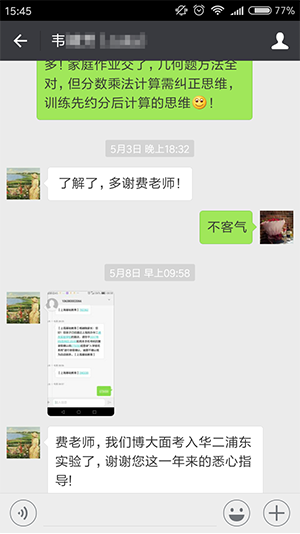 15:45
77%
韦
多！家庭作业交了，几何题方法全
对，但分数乘法计算需纠正思维，
训练先约分后计算的思维！
5月3日 晚上18:32
了解了，多谢费老师！
不客气
5月8日 早上09:58
费老师，我们博大面考入华二浦东
实验了，谢谢您这一年来的悉心指
导！